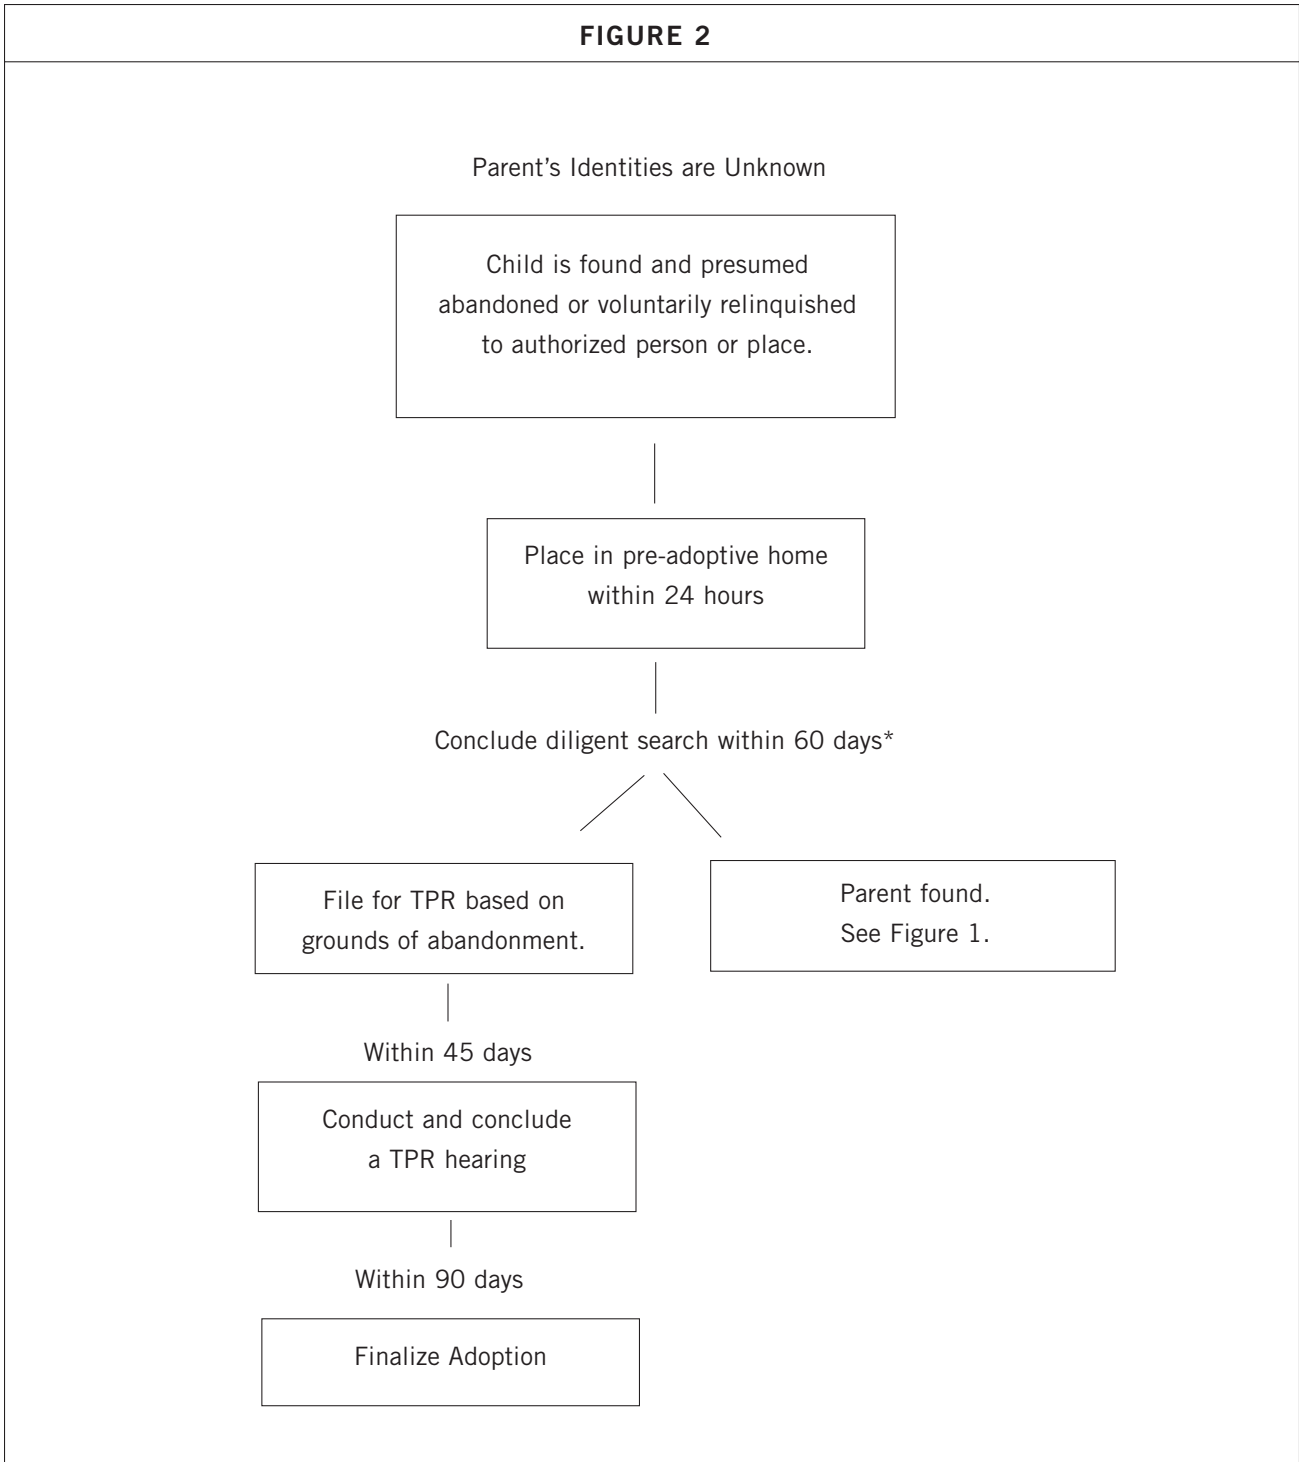 FIGURE 2
Parent’s Identities are Unknown
Child is found and presumed
abandoned or voluntarily relinquished
to authorized person or place.
Place in pre-adoptive home
within 24 hours
Conclude diligent search within 60 days*
File for TPR based on
grounds of abandonment.
Parent found.
See Figure 1.
Within 45 days
Conduct and conclude
a TPR hearing
Within 90 days
Finalize Adoption